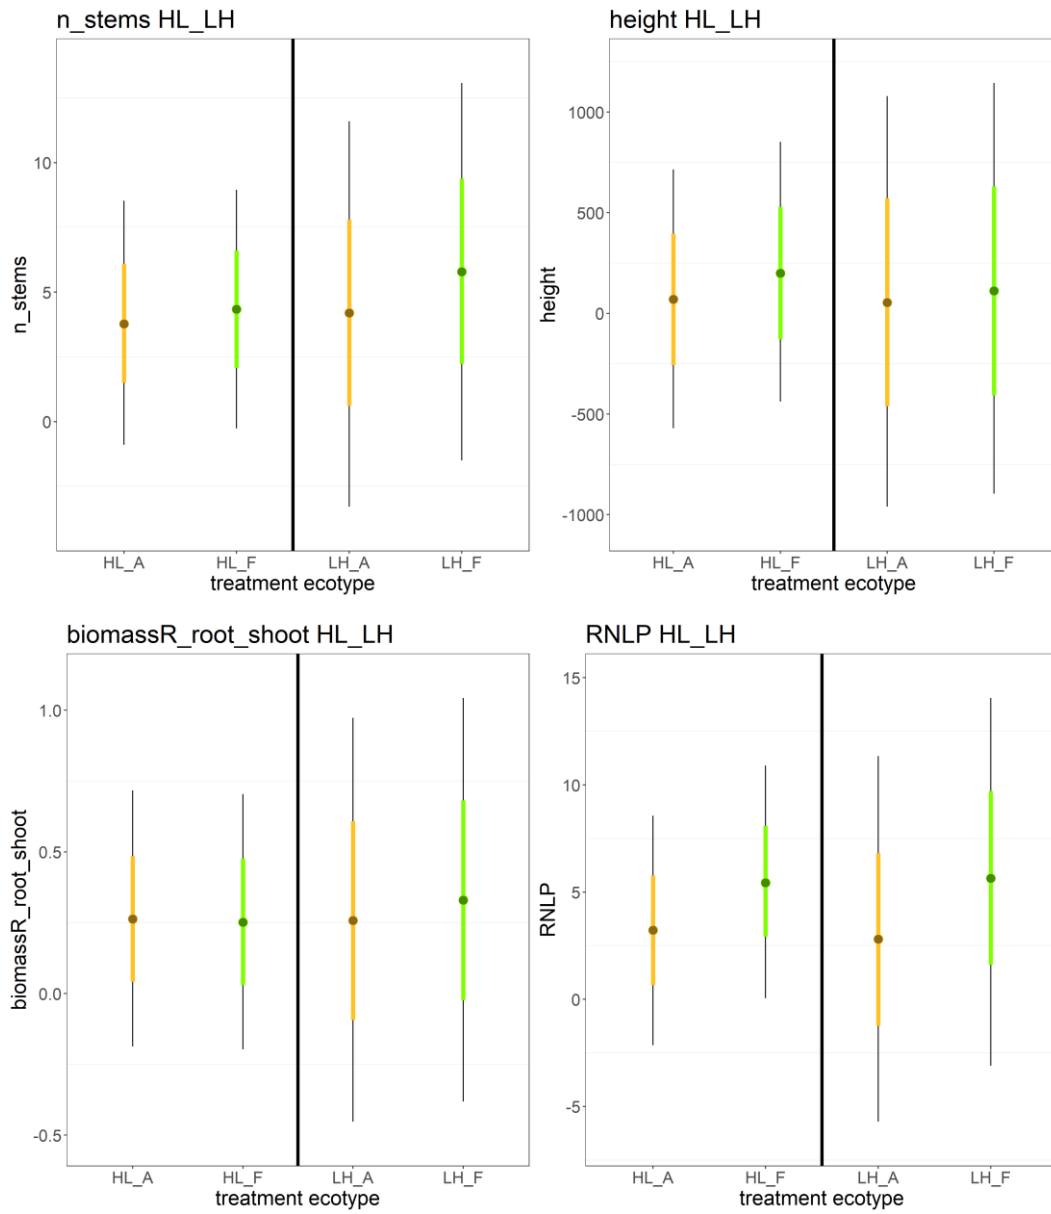 n_stems HL_LH
n_stems
10
5
0
HL_A HL_F LH_A LH_F
treatment ecotype
height HL_LH
height
1000
500
0
-500
-1000
HL_A HL_F LH_A LH_F
treatment ecotype
biomassR_root_shoot HL_LH
biomassR_root_shoot
1.0
0.5
0.0
-0.5
HL_A HL_F LH_A LH_F
treatment ecotype
RNLP HL_LH
RNLP
15
10
5
0
-5
HL_A HL_F LH_A LH_F
treatment ecotype